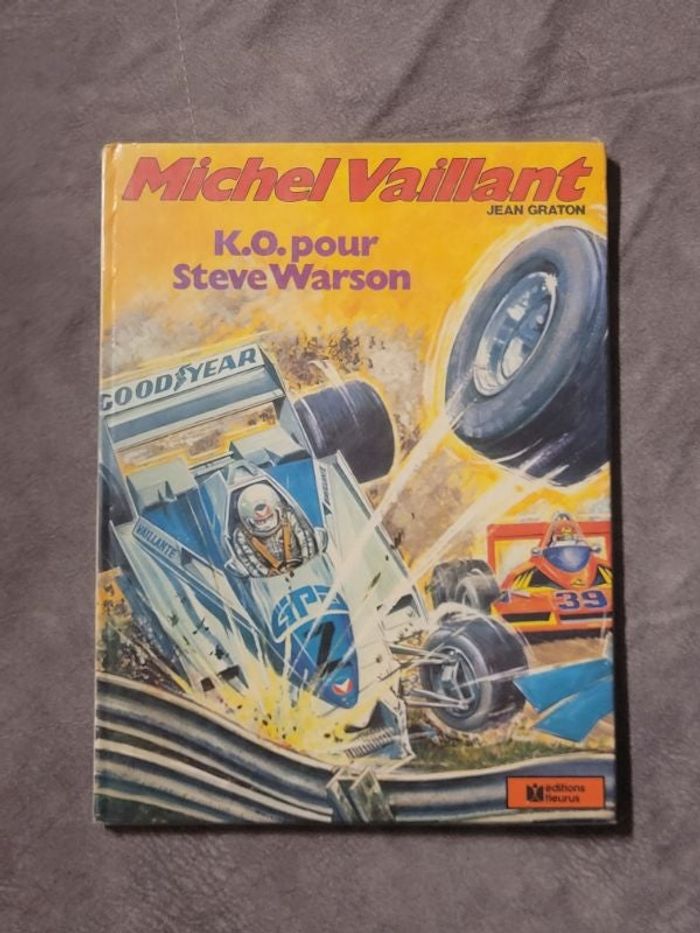 Michel Vaillant
JEAN GRATON
K.O. pour
Steve Warson
GOODYEAR
VAILLANTE
39
editions
fleurus